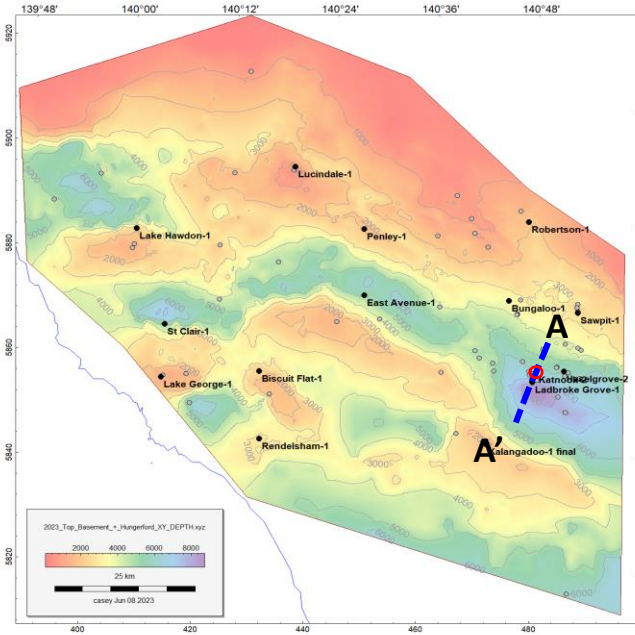 139°48' 140°00' 140°12' 140°24' 140°36' 140°48'
5920
5900
5880
5860
5840
5820
Lucindale-1
Robertson-1
Lake Hawdon-1
Penley-1
East Avenue-1
Bungaloo-1
Sawpit-1
St Clair-1
A
Lake George-1
Biscuit Flat-1
Katnook-2
Ladbroke Grove-1
Rendelsham-1
A'
Kalangadoo-1 final
2023_Top_Basement_+_Hungerford_XY_DEPTH.xyz
2000 4000 6000 8000
25 km
casey Jun 08 2023
400 420 440 460 480